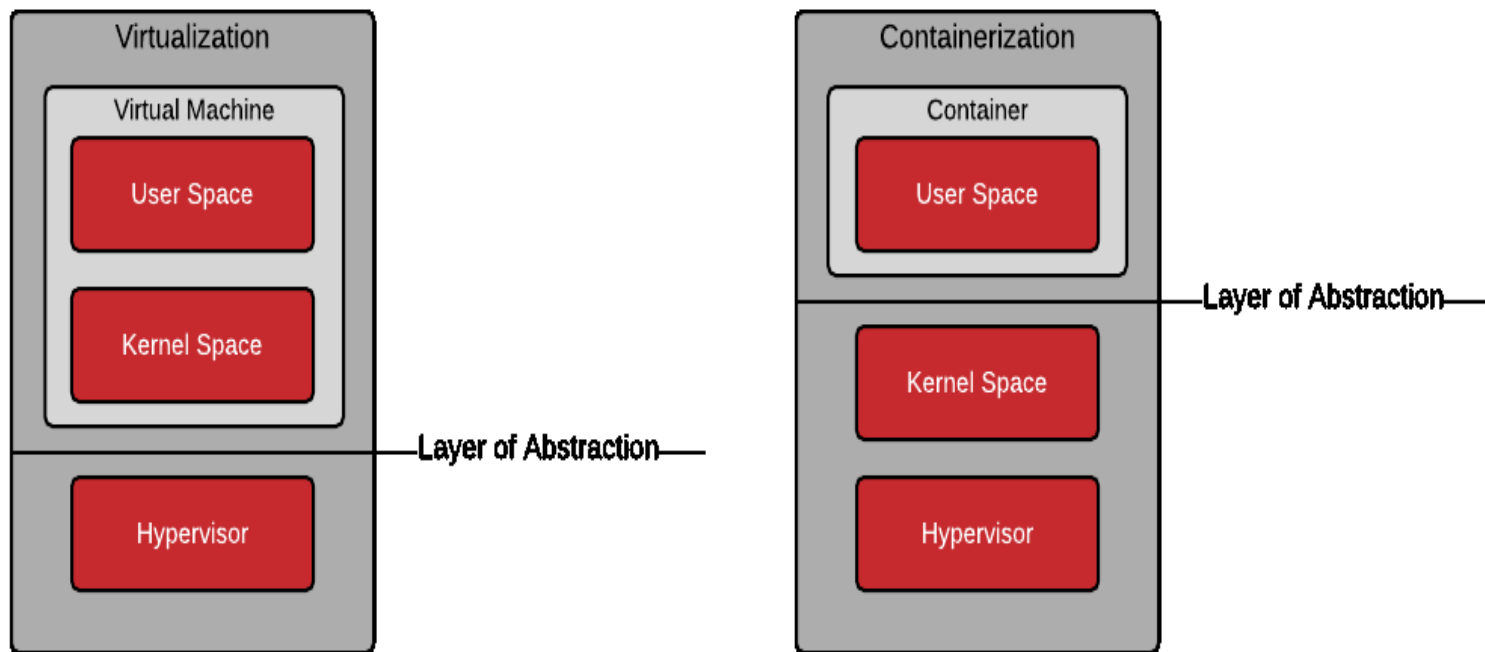 Virtualization
Virtual Machine
User Space
Kernel Space
Layer of Abstraction
Hypervisor
Containerization
Container
User Space
Layer of Abstraction
Kernel Space
Hypervisor